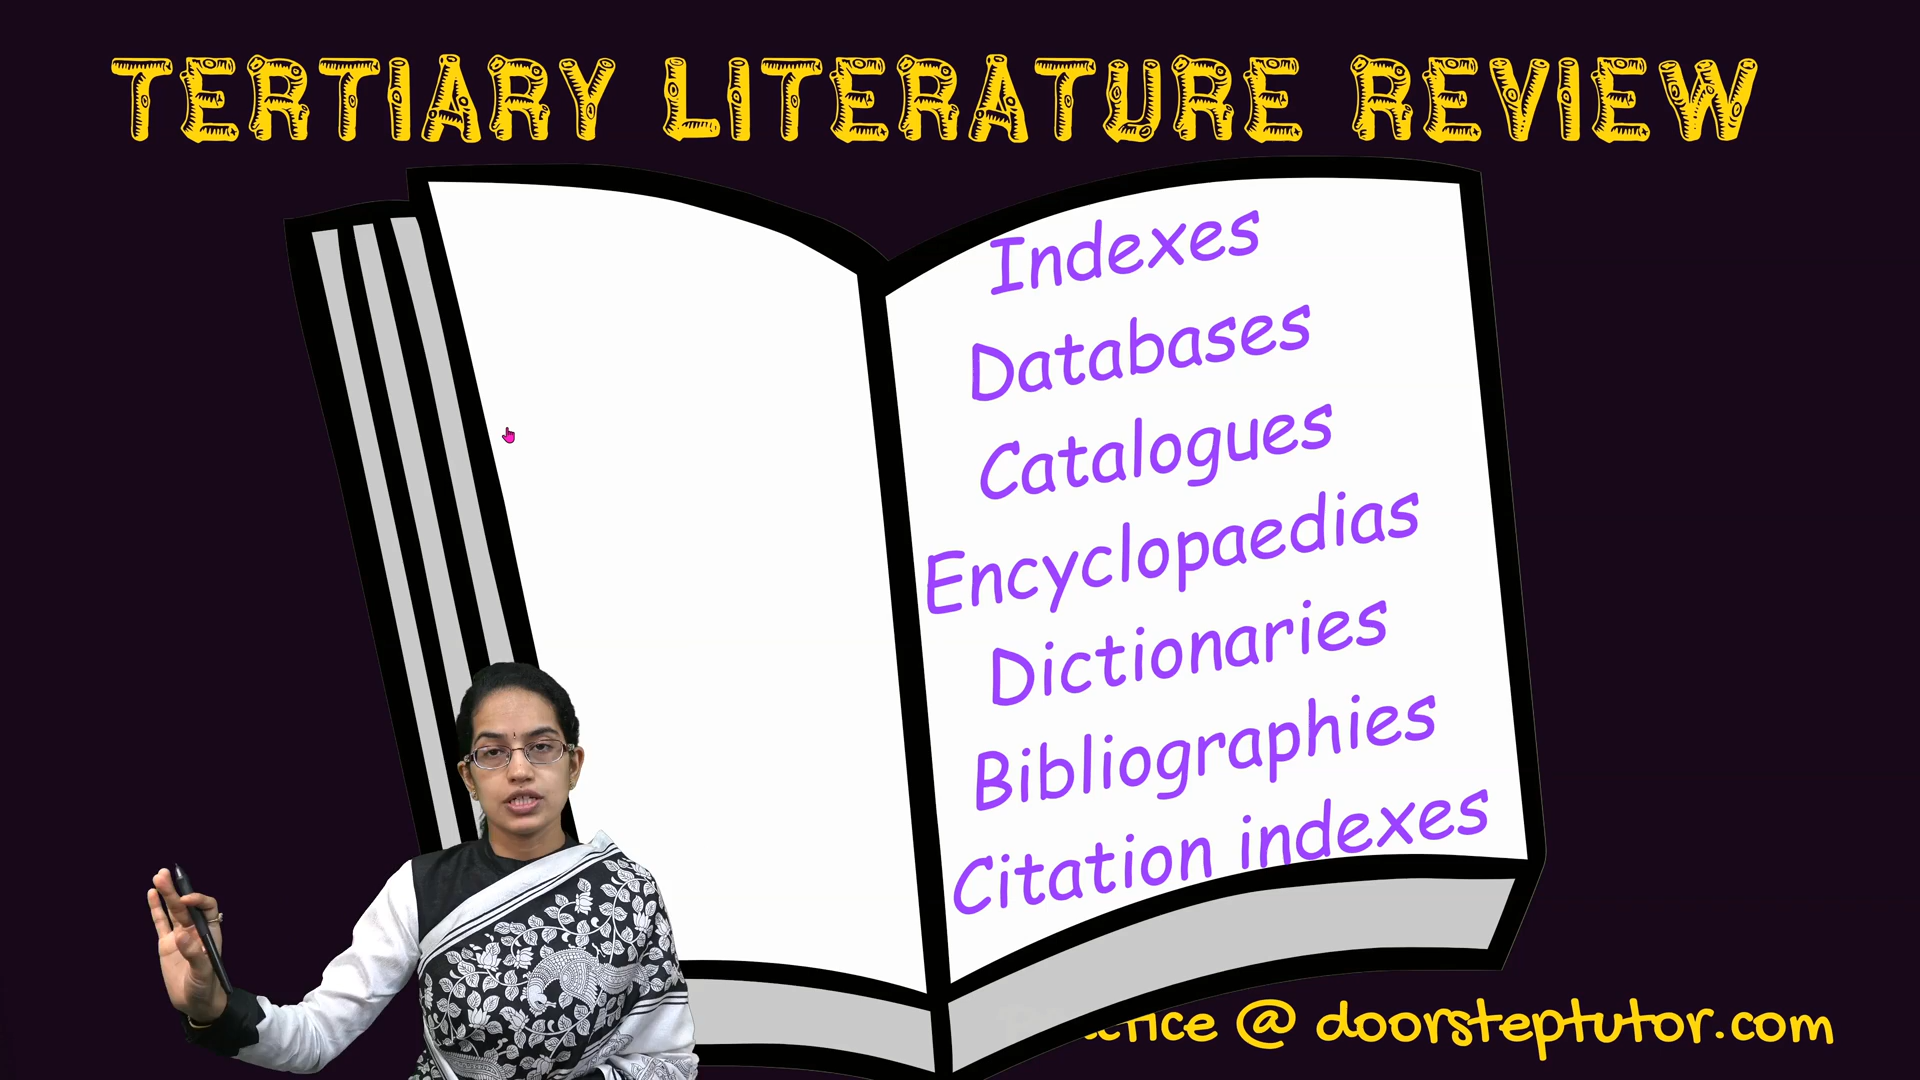 TERTIARY LITERATURE REVIEW
Indexes
Databases
Catalogues
Encyclopaedias
Dictionaries
Bibliographies
Citation indexes
@ doorsteptutor.com